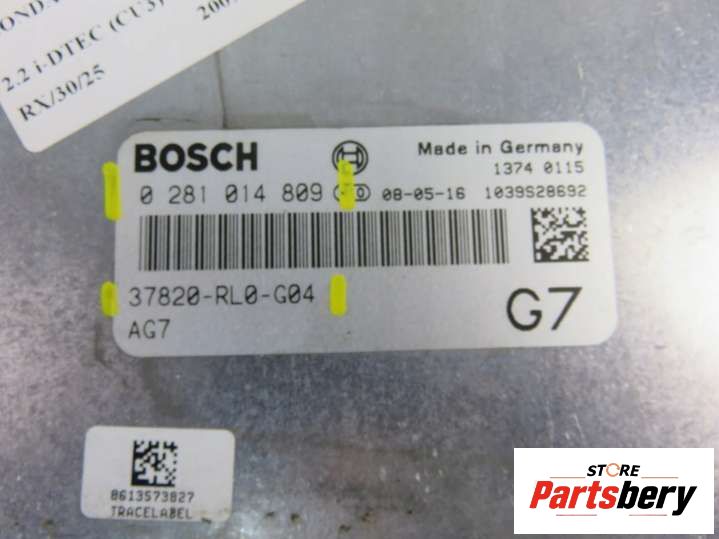 2.2 i-DTEC (CU3)
RX/30/25
BOSCH
Made in Germany
1374 0115
0 281 014 809
08-05-16
1039S28692
37820-RL0-G04
AG7
G7
8613573827
TRACELABEL
STORE
Partsbery